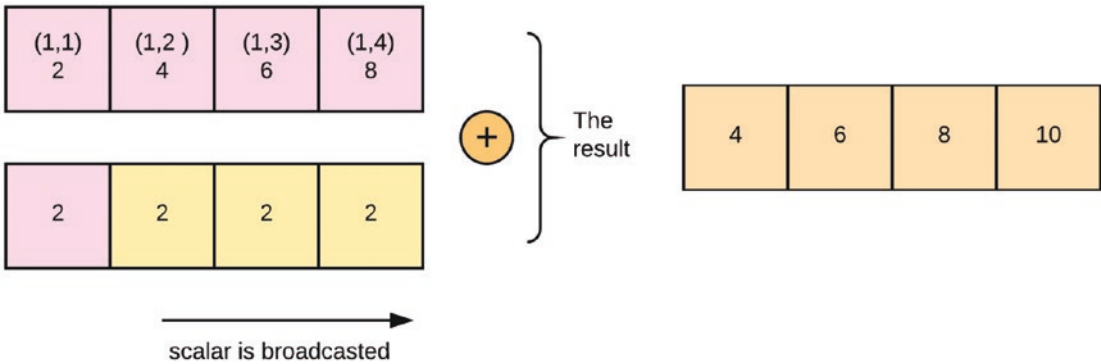 (1,1) (1,2 ) (1,3) (1,4)
2 4 6 8
+
The
result
4 6 8 10
2 2 2 2
scalar is broadcasted